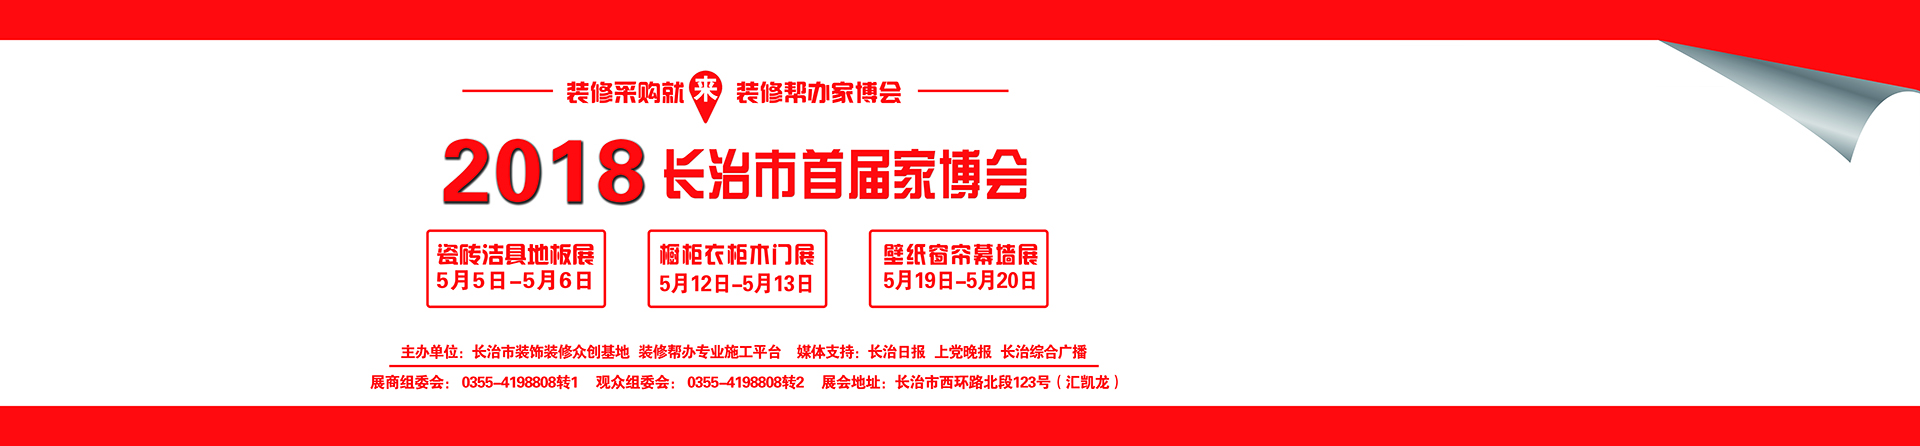 装修采购就来装修帮办家博会
2018长治市首届家博会
瓷砖洁具地板展
5月5日-5月6日
橱柜衣柜木门展
5月12日-5月13日
壁纸窗帘幕墙展
5月19日-5月20日
主办单位：长治市装饰装修众创基地 装修帮办专业施工平台 媒体支持：长治日报 上党晚报 长治综合广播
展商组委会：0355-4198808转1 观众组委会：0355-4198808转2 展会地址：长治市西环路北段123号（汇凯龙）